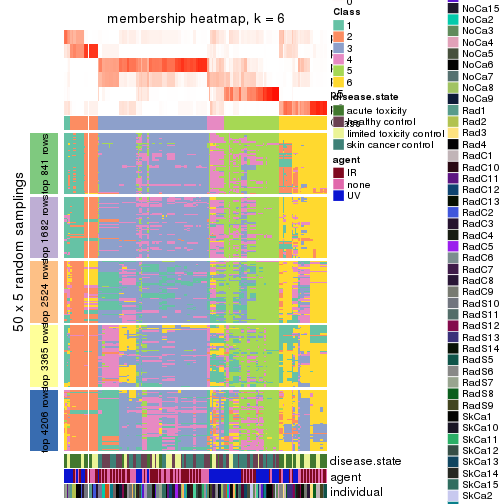 membership heatmap, k = 6
50 x 5 random samplings
top 841 rows
top 1682 rows
top 2524 rows
top 3365 rows
top 4206 rows
disease.state
agent
individual
Class
1
2
3
4
5
6
disease.state
acute toxicity
healthy control
limited toxicity control
skin cancer control
agent
IR
none
UV
NoCa15
NoCa2
NoCa3
NoCa4
NoCa5
NoCa6
NoCa7
NoCa8
NoCa9
Rad1
Rad2
Rad3
Rad4
RadC1
RadC10
RadC11
RadC12
RadC13
RadC2
RadC3
RadC4
RadC5
RadC6
RadC7
RadC8
RadC9
RadS10
RadS11
RadS12
RadS13
RadS14
RadS5
RadS6
RadS7
RadS8
RadS9
SkCa1
SkCa10
SkCa11
SkCa12
SkCa13
SkCa14
SkCa15
SkCa